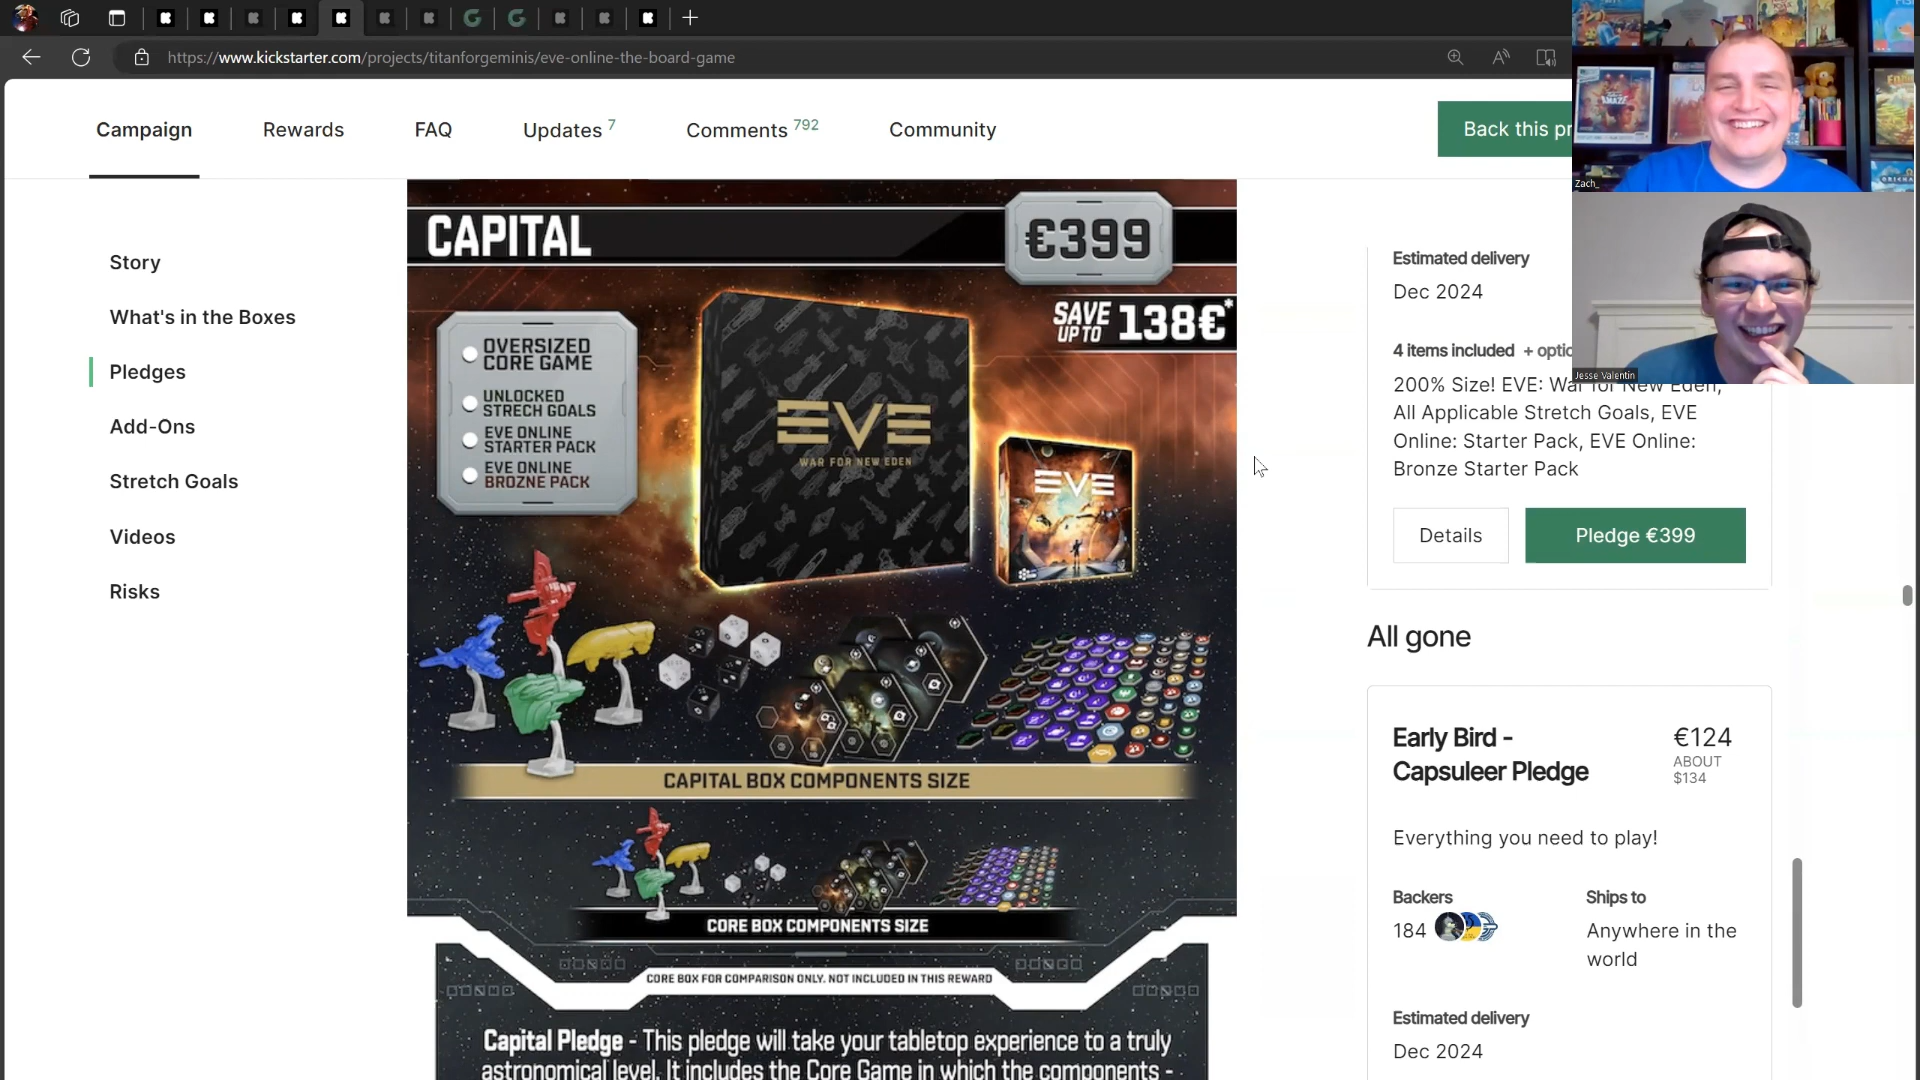 https://www.kickstarter.com/projects/titanforgeminis/eve-online-the-board-game
Campaign
Rewards
FAQ
Updates 7
Comments 792
Community
Back this pr
Zach_
Jesse Valentin
Story
What's in the Boxes
Pledges
Add-Ons
Stretch Goals
Videos
Risks
CAPITAL
€399
SAVE UP TO 138€*
OVERSIZED
CORE GAME
UNLOCKED
STRECH GOALS
EVE ONLINE
STARTER PACK
EVE ONLINE
BROZNE PACK
EVE
WAR FOR NEW EDEN
EVE
CAPITAL BOX COMPONENTS SIZE
CORE BOX COMPONENTS SIZE
CORE BOX FOR COMPARISON ONLY. NOT INCLUDED IN THIS REWARD
Capital Pledge - This pledge will take your tabletop experience to a truly
astronomical level. It includes the Core Game in which the components -
Estimated delivery
Dec 2024
4 items included + optio
200% Size! EVE: War for New Eden,
All Applicable Stretch Goals, EVE
Online: Starter Pack, EVE Online:
Bronze Starter Pack
Details
Pledge €399
All gone
Early Bird -
Capsuleer Pledge
€124
ABOUT
$134
Everything you need to play!
Backers
184
Ships to
Anywhere in the
world
Estimated delivery
Dec 2024